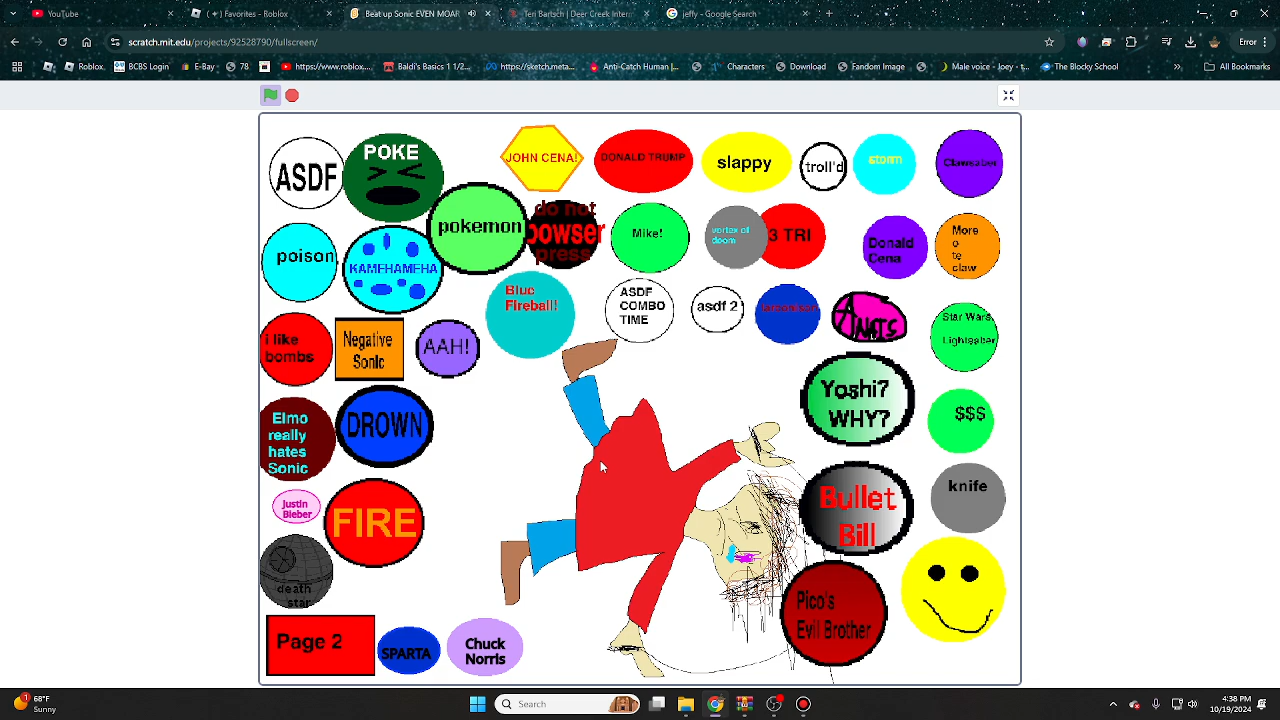 YouTube
( + ) Favorites - Roblox
Beat up Sonic EVEN MOAR
Teri Bartsch | Deer Creek Interm
jeffy - Google Search
scratch.mit.edu/projects/92528790/fullscreen/
Error
Roblox.
BCBS Login
E-Bay
78
https://www.roblox...
Baldi's Basics 1 1/2...
https://sketch.meta...
Anti-Catch Human |...
Characters
Download
Fandom Image
Male voice - Joey - t...
The Blocky School
All Bookmarks
ASDF
POKE
JOHN CENA!
DONALD TRUMP
slappy
troll'd
storm
Clawsaber
pokemon
do not
bowser
press
Mike!
vortex of
doom
3 TRI
Donald
Cena
More
o
te
claw
poison
KAMEHAMEHA
Blue
Fireball!
ASDF
COMBO
TIME
asdf 2
Star Wars
Lightsaber
i like
bombs
Negative
Sonic
AAH!
Yoshi?
WHY?
$$$
Elmo
really
hates
Sonic
DROWN
Bullet
Bill
knife
Justin
Bieber
FIRE
death
star
Pico's
Evil Brother
Page 2
SPARTA
Chuck
Norris
1
68°F
Sunny
Search
4:38 PM
10/19/2024